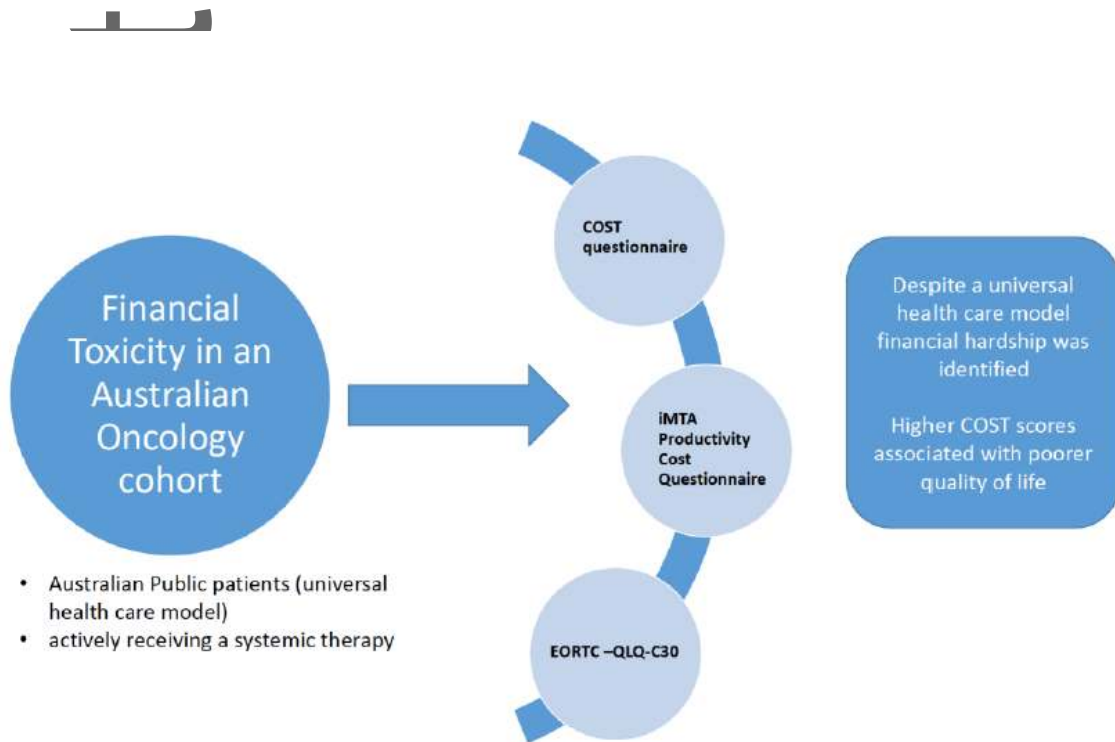 Financial
Toxicity in an
Australian
Oncology
cohort
• Australian Public patients (universal
health care model)
• actively receiving a systemic therapy
COST
questionnaire
iMTA
Productivity
Cost
Questionnaire
EORTC –QLQ-C30
Despite a universal
health care model
financial hardship was
identified
Higher COST scores
associated with poorer
quality of life